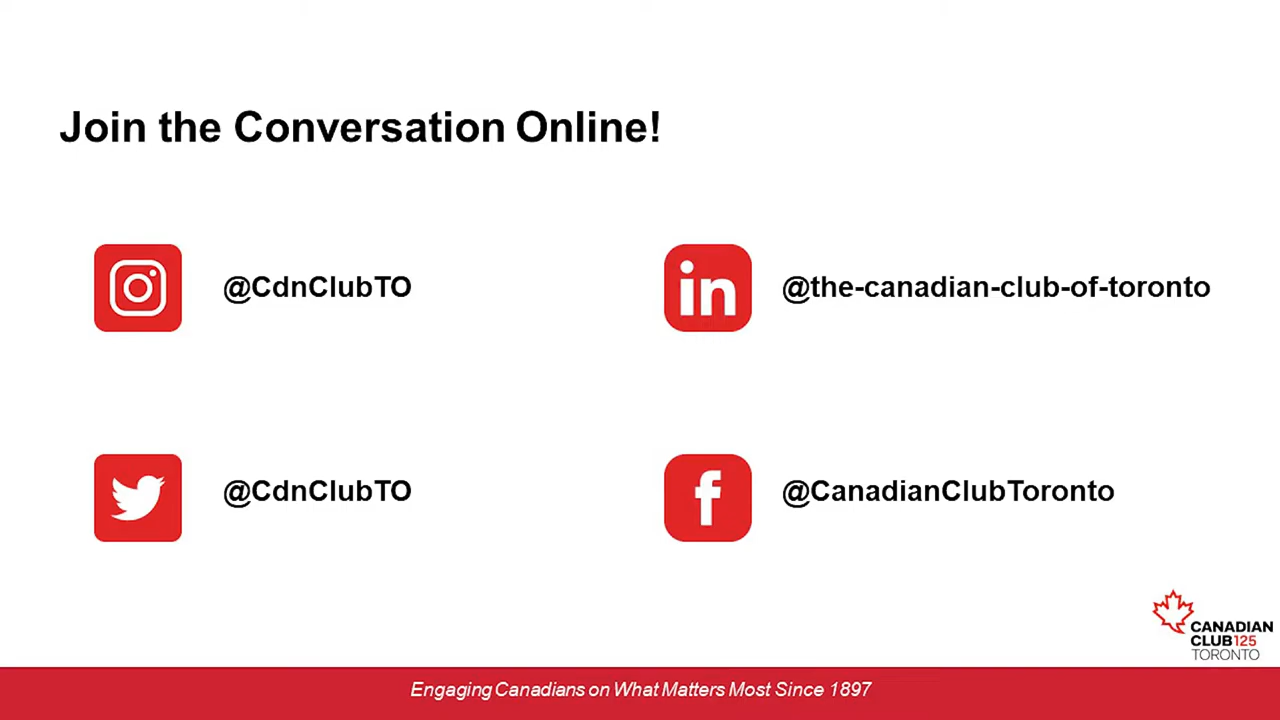 Join the Conversation Online!
@CdnClubTO
@the-canadian-club-of-toronto
@CdnClubTO
@CanadianClubToronto
CANADIAN
CLUB125
TORONTO
Engaging Canadians on What Matters Most Since 1897